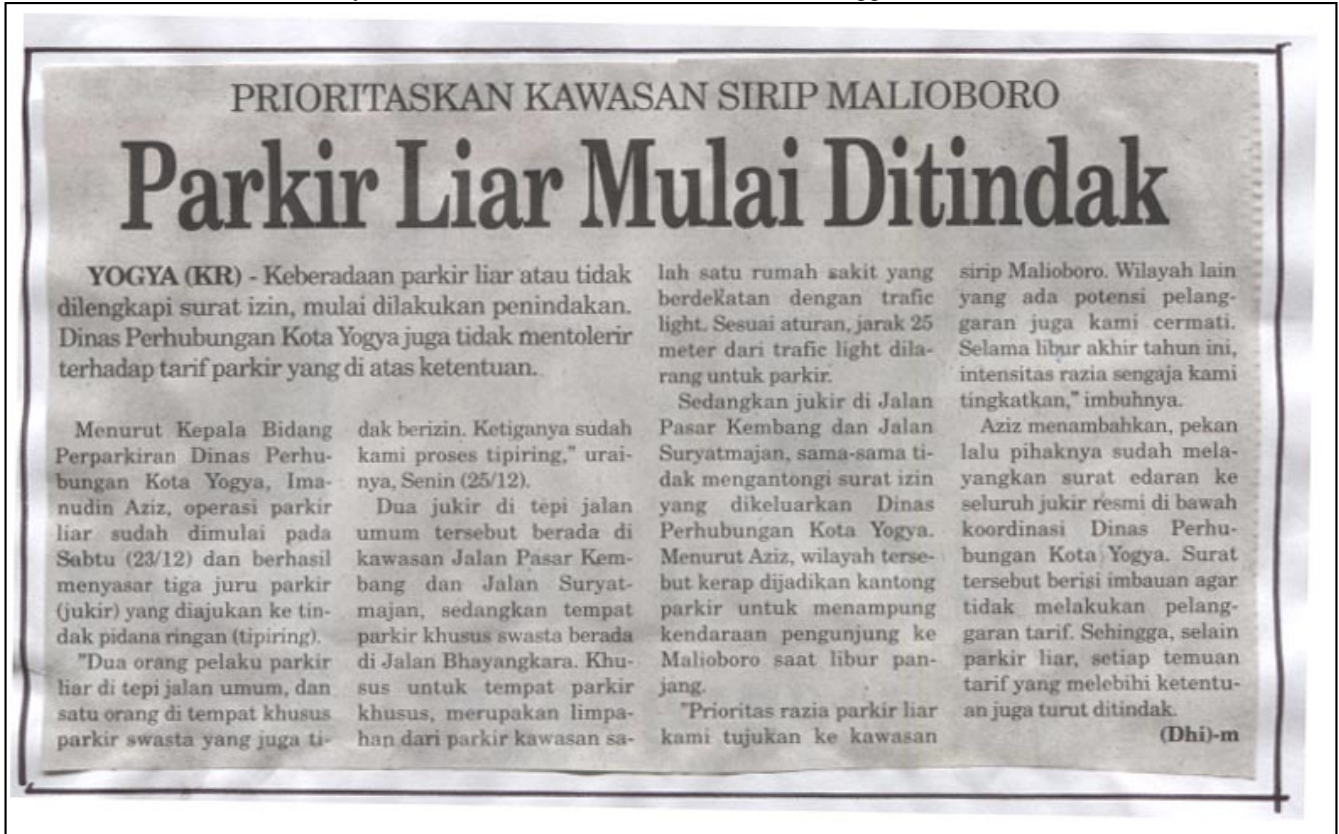 PRIORITASKAN KAWASAN SIRIP MALIOBORO
Parkir Liar Mulai Ditindak
YOGYA (KR) - Keberadaan parkir liar atau tidak
dilengkapi surat izin, mulai dilakukan penindakan.
Dinas Perhubungan Kota Yogya juga tidak mentolerir
terhadap tarif parkir yang di atas ketentuan.
Menurut Kepala Bidang
Perparkiran Dinas Perhu-
bungan Kota Yogya, Ima-
nudin Aziz, operasi parkir
liar sudah dimulai pada
Sabtu (23/12) dan berhasil
menyasar tiga juru parkir
(jukir) yang diajukan ke tin-
dak pidana ringan (tipiring).
"Dua orang pelaku parkir
liar di tepi jalan umum, dan
satu orang di tempat khusus
parkir swasta yang juga ti-
dak berizin. Ketiganya sudah
kami proses tipiring," urai-
nya, Senin (25/12).
Dua jukir di tepi jalan
umum tersebut berada di
kawasan Jalan Pasar Kem-
bang dan Jalan Suryat-
majan, sedangkan tempat
parkir khusus swasta berada
di Jalan Bhayangkara. Khu-
sus untuk tempat parkir
khusus, merupakan limpa-
han dari parkir kawasan sa-
lah satu rumah sakit yang
berdekatan dengan trafic
light. Sesuai aturan, jarak 25
meter dari trafic light dila-
rang untuk parkir.
Sedangkan jukir di Jalan
Pasar Kembang dan Jalan
Suryatmajan, sama-sama ti-
dak mengantongi surat izin
yang dikeluarkan Dinas
Perhubungan Kota Yogya.
Menurut Aziz, wilayah terse-
but kerap dijadikan kantong
parkir untuk menampung
kendaraan pengunjung ke
Malioboro saat libur pan-
jang.
"Prioritas razia parkir liar
kami tujukan ke kawasan
sirip Malioboro. Wilayah lain
yang ada potensi pelang-
garan juga kami cermati.
Selama libur akhir tahun ini,
intensitas razia sengaja kami
tingkatkan," imbuhnya.
Aziz menambahkan, pekan
lalu pihaknya sudah mela-
yangkan surat edaran ke
seluruh jukir resmi di bawah
koordinasi Dinas Perhu-
bungan Kota Yogya. Surat
tersebut berisi imbauan agar
tidak melakukan pelang-
garan tarif. Sehingga, selain
parkir liar, setiap temuan
tarif yang melebihi ketentu-
an juga turut ditindak.
(Dhi)-m